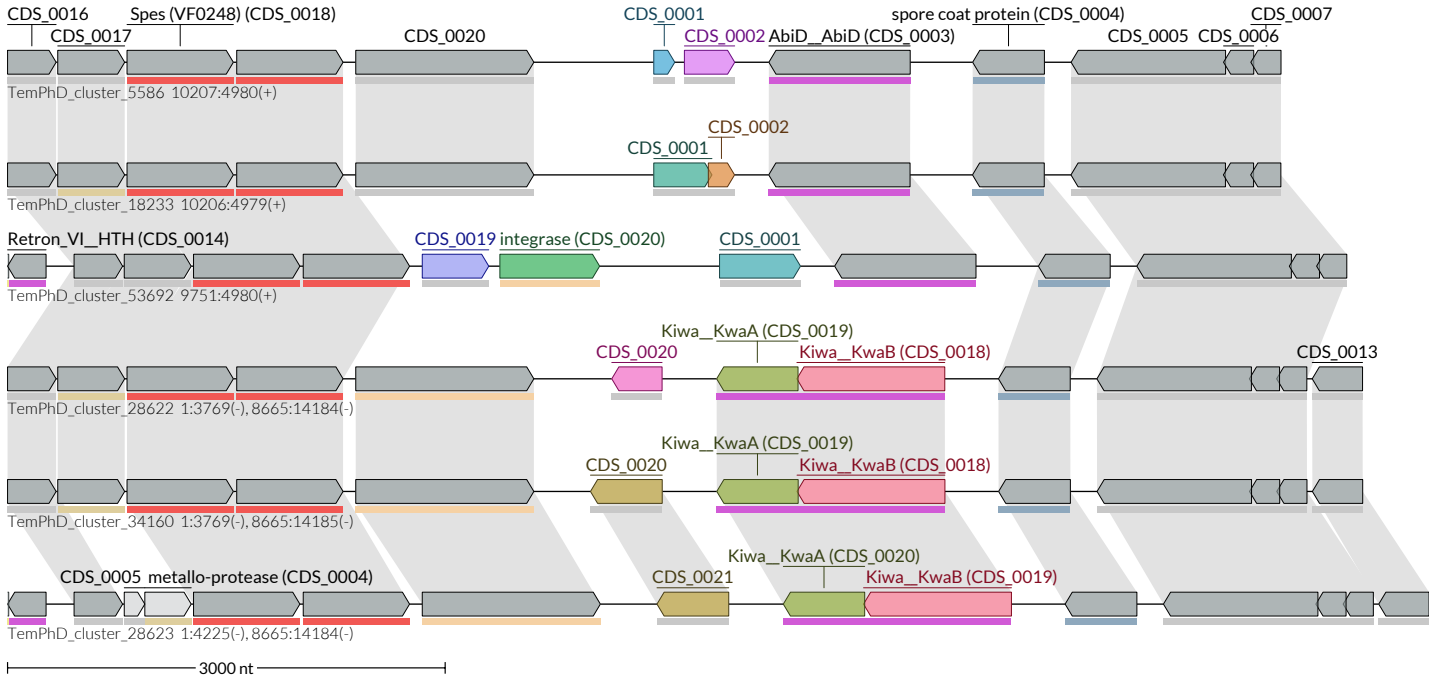 CDS_0016 Spes (VF0248) (CDS_0018) CDS_0001 spore coat protein (CDS_0004) CDS_0007
CDS_0017 CDS_0020 CDS_0002 AbiD__AbiD (CDS_0003) CDS_0005 CDS_0006
TemPhD_cluster_5586 10207:4980(+)
CDS_0002
CDS_0001
TemPhD_cluster_18233 10206:4979(+)
Retron_VI__HTH (CDS_0014) CDS_0019 integrase (CDS_0020) CDS_0001
TemPhD_cluster_53692 9751:4980(+)
Kiwa__KwaA (CDS_0019)
CDS_0020 Kiwa__KwaB (CDS_0018) CDS_0013
TemPhD_cluster_28622 1:3769(-), 8665:14184(-)
Kiwa__KwaA (CDS_0019)
CDS_0020 Kiwa__KwaB (CDS_0018)
TemPhD_cluster_34160 1:3769(-), 8665:14185(-)
Kiwa__KwaA (CDS_0020)
CDS_0005 metallo-protease (CDS_0004) CDS_0021 Kiwa__KwaB (CDS_0019)
TemPhD_cluster_28623 1:4225(-), 8665:14184(-)
3000 nt